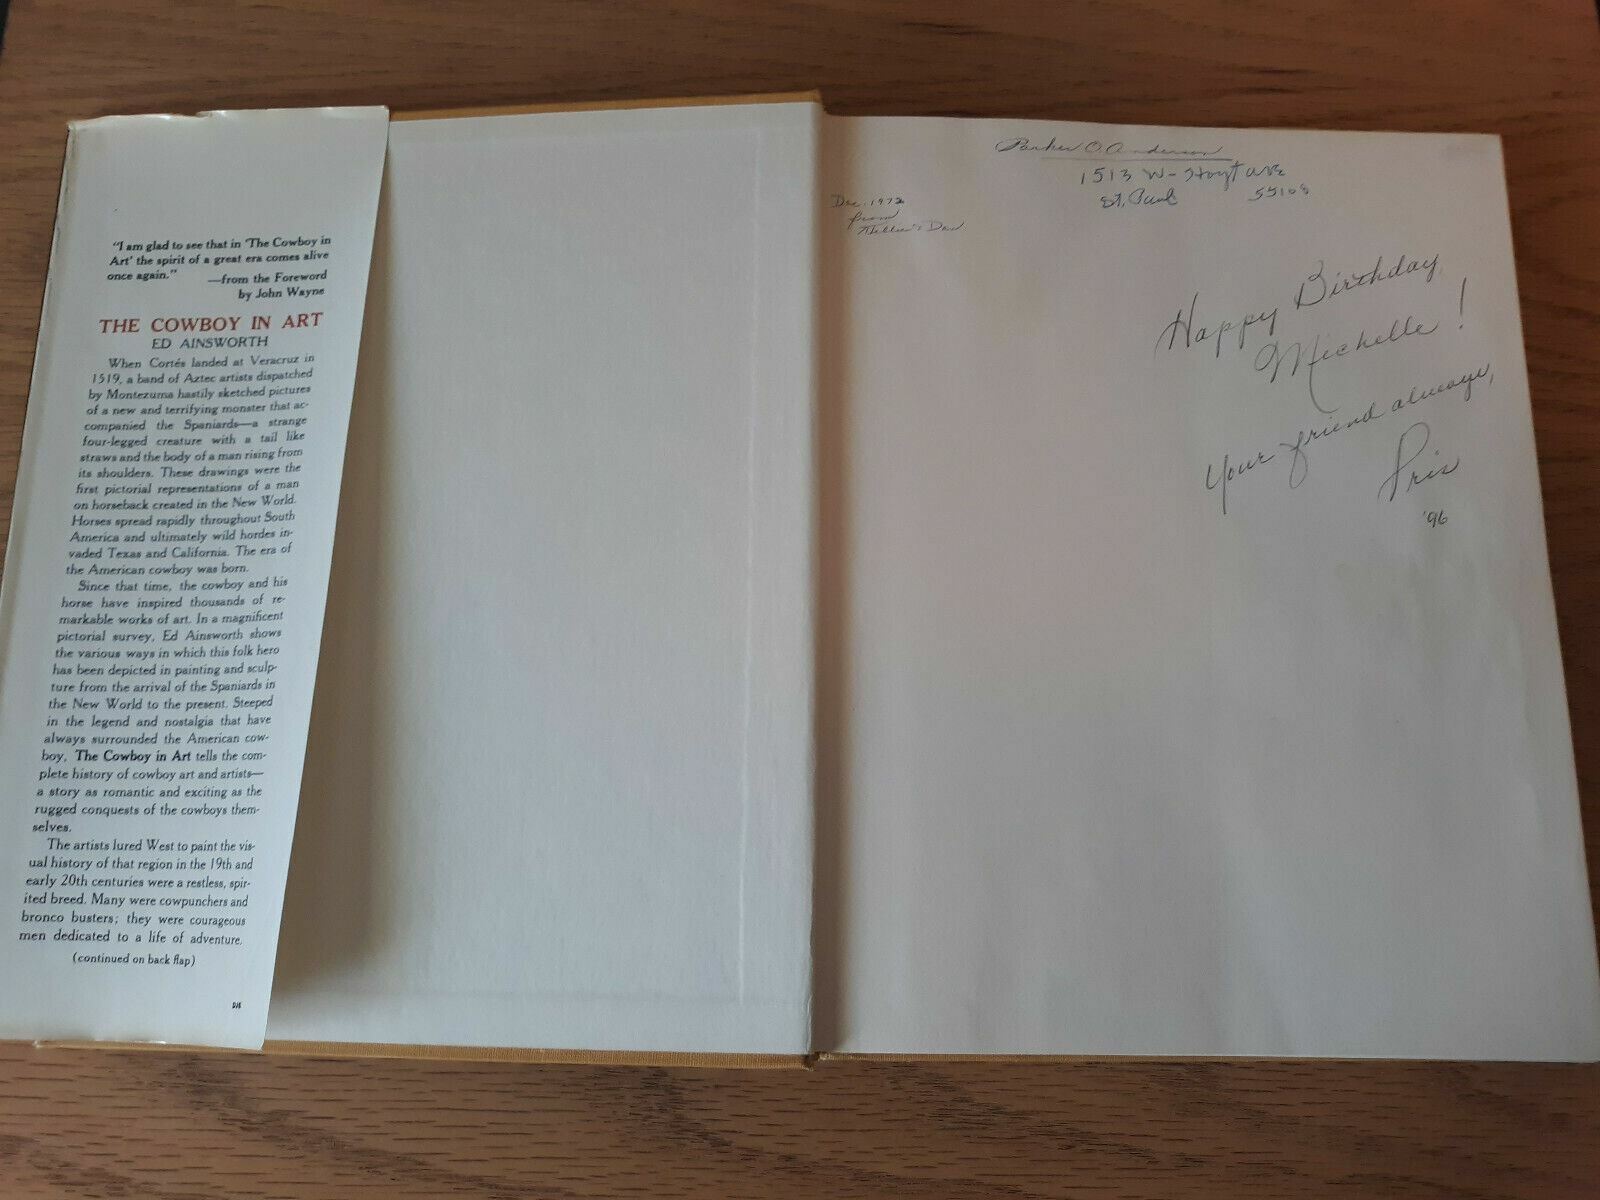 "I am glad to see that in 'The Cowboy in
Art' the spirit of a great era comes alive
once again."
—from the Foreword
by John Wayne
THE COWBOY IN ART
ED AINSWORTH
When Cortés landed at Veracruz in
1519, a band of Aztec artists dispatched
by Montezuma hastily sketched pictures
of a new and terrifying monster that ac-
companied the Spaniards—a strange
four-legged creature with a tail like
straws and the body of a man rising from
its shoulders. These drawings were the
first pictorial representations of a man
on horseback created in the New World.
Horses spread rapidly throughout South
America and ultimately wild hordes in-
vaded Texas and California. The era of
the American cowboy was born.
Since that time, the cowboy and his
horse have inspired thousands of re-
markable works of art. In a magnificent
pictorial survey, Ed Ainsworth shows
the various ways in which this folk hero
has been depicted in painting and sculp-
ture from the arrival of the Spaniards in
the New World to the present. Steeped
in the legend and nostalgia that have
always surrounded the American cow-
boy, The Cowboy in Art tells the com-
plete history of cowboy art and artists—
a story as romantic and exciting as the
rugged conquests of the cowboys them-
selves.
The artists lured West to paint the vis-
ual history of that region in the 19th and
early 20th centuries were a restless, spir-
ited breed. Many were cowpunchers and
bronco busters; they were courageous
men dedicated to a life of adventure.
(continued on back flap)
Parker O. Anderson
1513 W-Hoyt ave
St. Paul 55108
Dec. 1972
from
Happy Birthday,
Michelle!
Your friend always,
Pris
'96